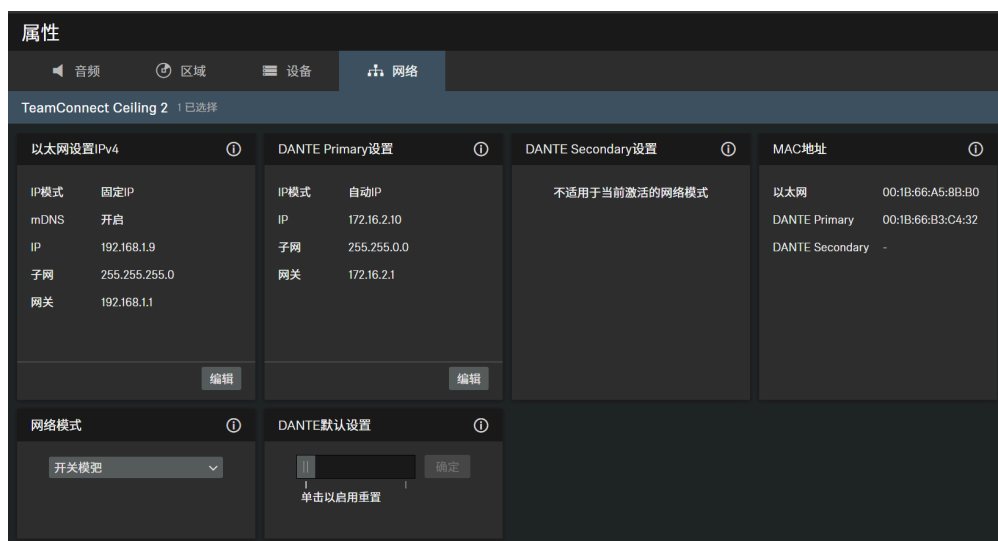 属性
音频 区域 设备 网络
TeamConnect Ceiling 2 1 已选择
以太网设置IPv4
IP模式 固定IP
mDNS 开启
IP 192.168.1.9
子网 255.255.255.0
网关 192.168.1.1
编辑
DANTE Primary设置
IP模式 自动IP
IP 172.16.2.10
子网 255.255.0.0
网关 172.16.2.1
编辑
DANTE Secondary设置
不适用于当前激活的网络模式
MAC地址
以太网 00:1B:66:A5:8B:B0
DANTE Primary 00:1B:66:B3:C4:32
DANTE Secondary -
网络模式
开关模弝
DANTE默认设置
确定
单击以启用重置